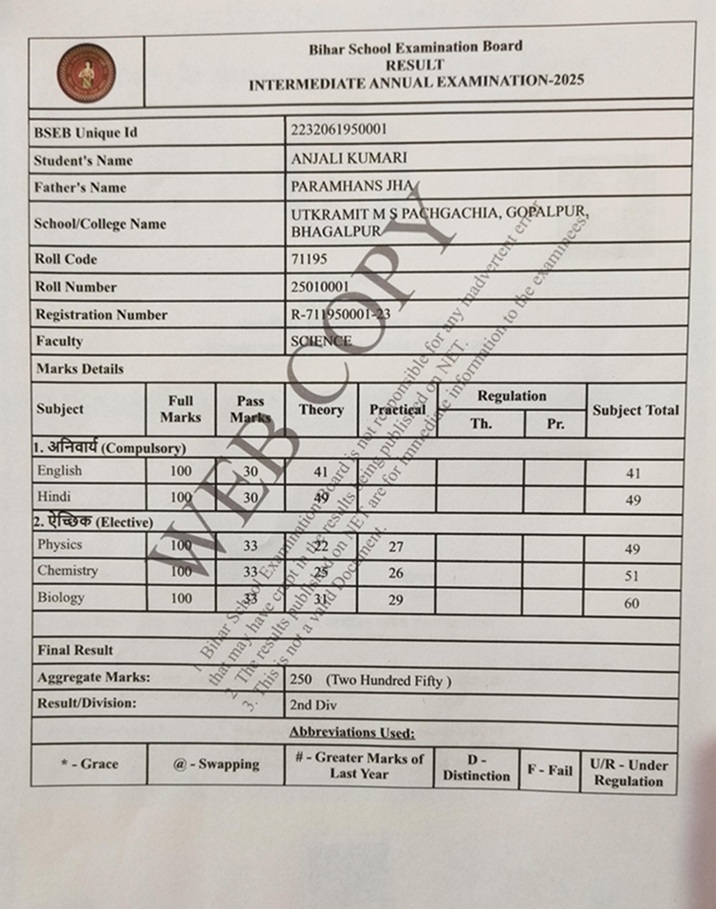 Bihar School Examination Board
RESULT
INTERMEDIATE ANNUAL EXAMINATION-2025
BSEB Unique Id 2232061950001
Student's Name ANJALI KUMARI
Father's Name PARAMHANS JHA
School/College Name UTKRAMIT M S PACHGACHIA, GOPALPUR,
BHAGALPUR
Roll Code 71195
Roll Number 25010001
Registration Number R-711950001-23
Faculty SCIENCE
Marks Details
Subject Full Marks Pass Marks Theory Practical Regulation Subject Total
Th. Pr.
1. अनिवार्य (Compulsory)
English 100 30 41 41
Hindi 100 30 49 49
2. ऐच्छिक (Elective)
Physics 100 33 22 27 49
Chemistry 100 33 25 26 51
Biology 100 33 31 29 60
Final Result
Aggregate Marks: 250 (Two Hundred Fifty )
Result/Division: 2nd Div
Abbreviations Used:
* - Grace @ - Swapping # - Greater Marks of Last Year D - Distinction F - Fail U/R - Under Regulation
WEB COPY
1. Bihar School Examination Board is not responsible for any inadvertent error
that may have crept in the results being published on NET.
2. The results published on NET are for immediate information to the examinees.
3. This is not a valid Document.